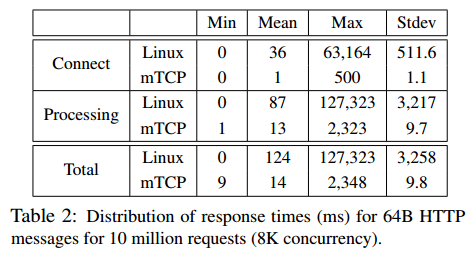 Min Mean Max Stdev
Connect Linux 0 36 63,164 511.6
mTCP 0 1 500 1.1
Processing Linux 0 87 127,323 3,217
mTCP 1 13 2,323 9.7
Total Linux 0 124 127,323 3,258
mTCP 9 14 2,348 9.8
Table 2: Distribution of response times (ms) for 64B HTTP
messages for 10 million requests (8K concurrency).